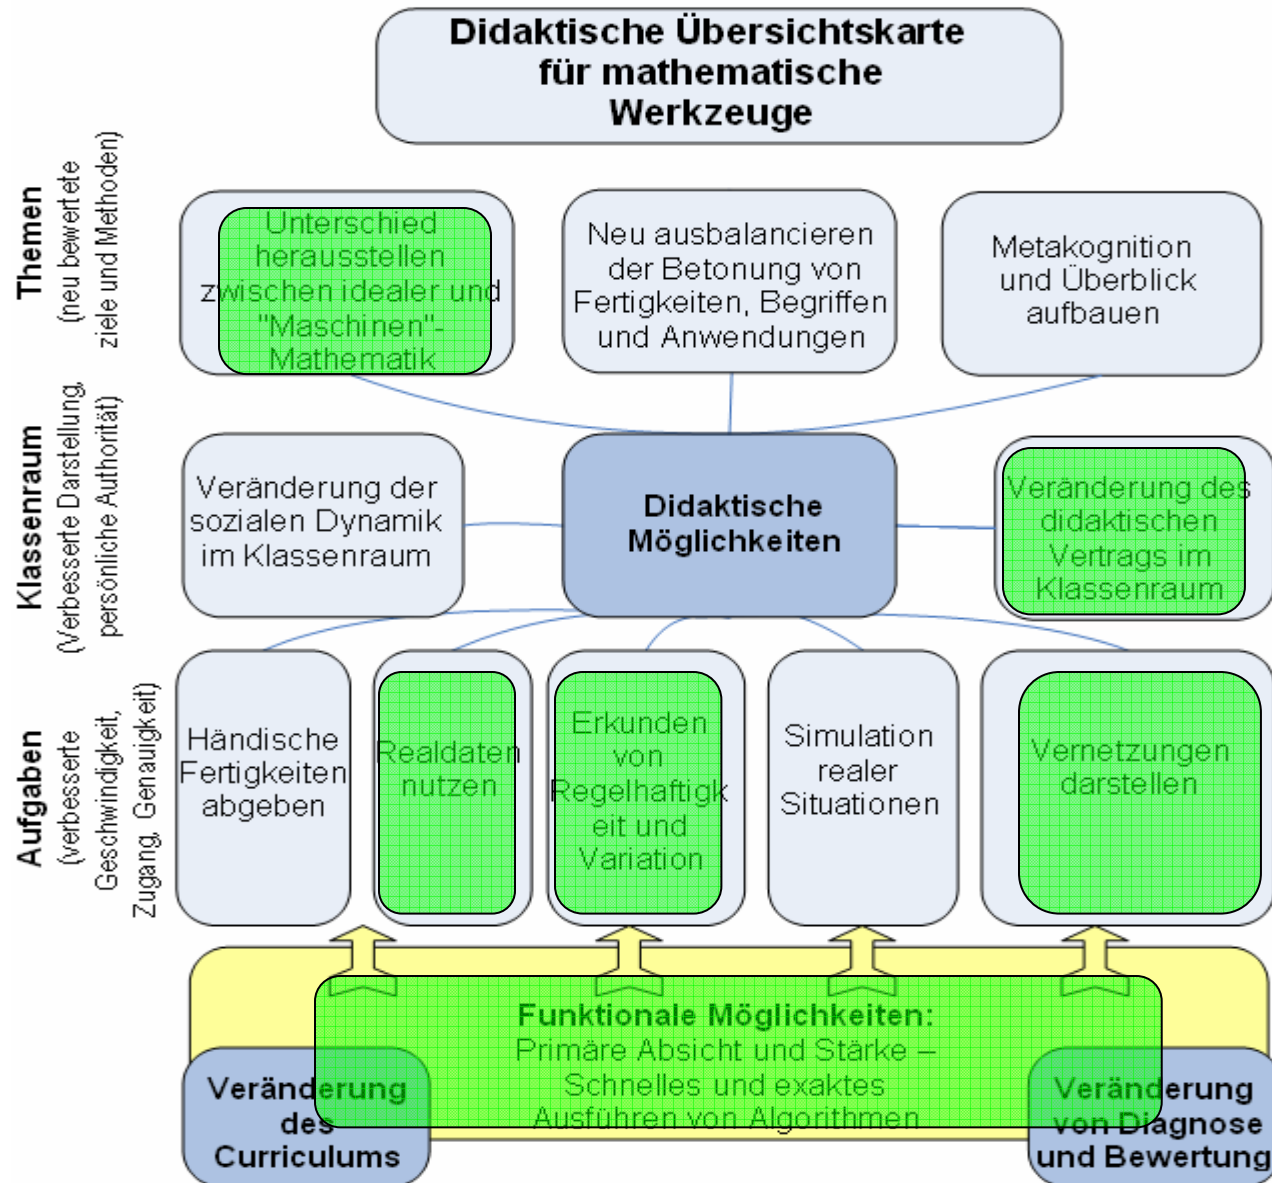 Didaktische Übersichtskarte
für mathematische
Werkzeuge
Themen
(neu bewertete
ziele und Methoden)
Unterschied
herausstellen
zwischen idealer und
"Maschinen"-
Mathematik
Neu ausbalancieren
der Betonung von
Fertigkeiten, Begriffen
und Anwendungen
Metakognition
und Überblick
aufbauen
Klassenraum
(Verbesserte Darstellung,
persönliche Authorität)
Veränderung der
sozialen Dynamik
im Klassenraum
Didaktische
Möglichkeiten
Veränderung des
didaktischen
Vertrags im
Klassenraum
Aufgaben
(verbesserte
Geschwindigkeit,
Zugang, Genauigkeit)
Händische
Fertigkeiten
abgeben
Realdaten
nutzen
Erkunden
von
Regelhaftigk
eit und
Variation
Simulation
realer
Situationen
Vernetzungen
darstellen
Funktionale Möglichkeiten:
Primäre Absicht und Stärke –
Schnelles und exaktes
Ausführen von Algorithmen
Veränderung
des
Curriculums
Veränderung
von Diagnose
und Bewertung